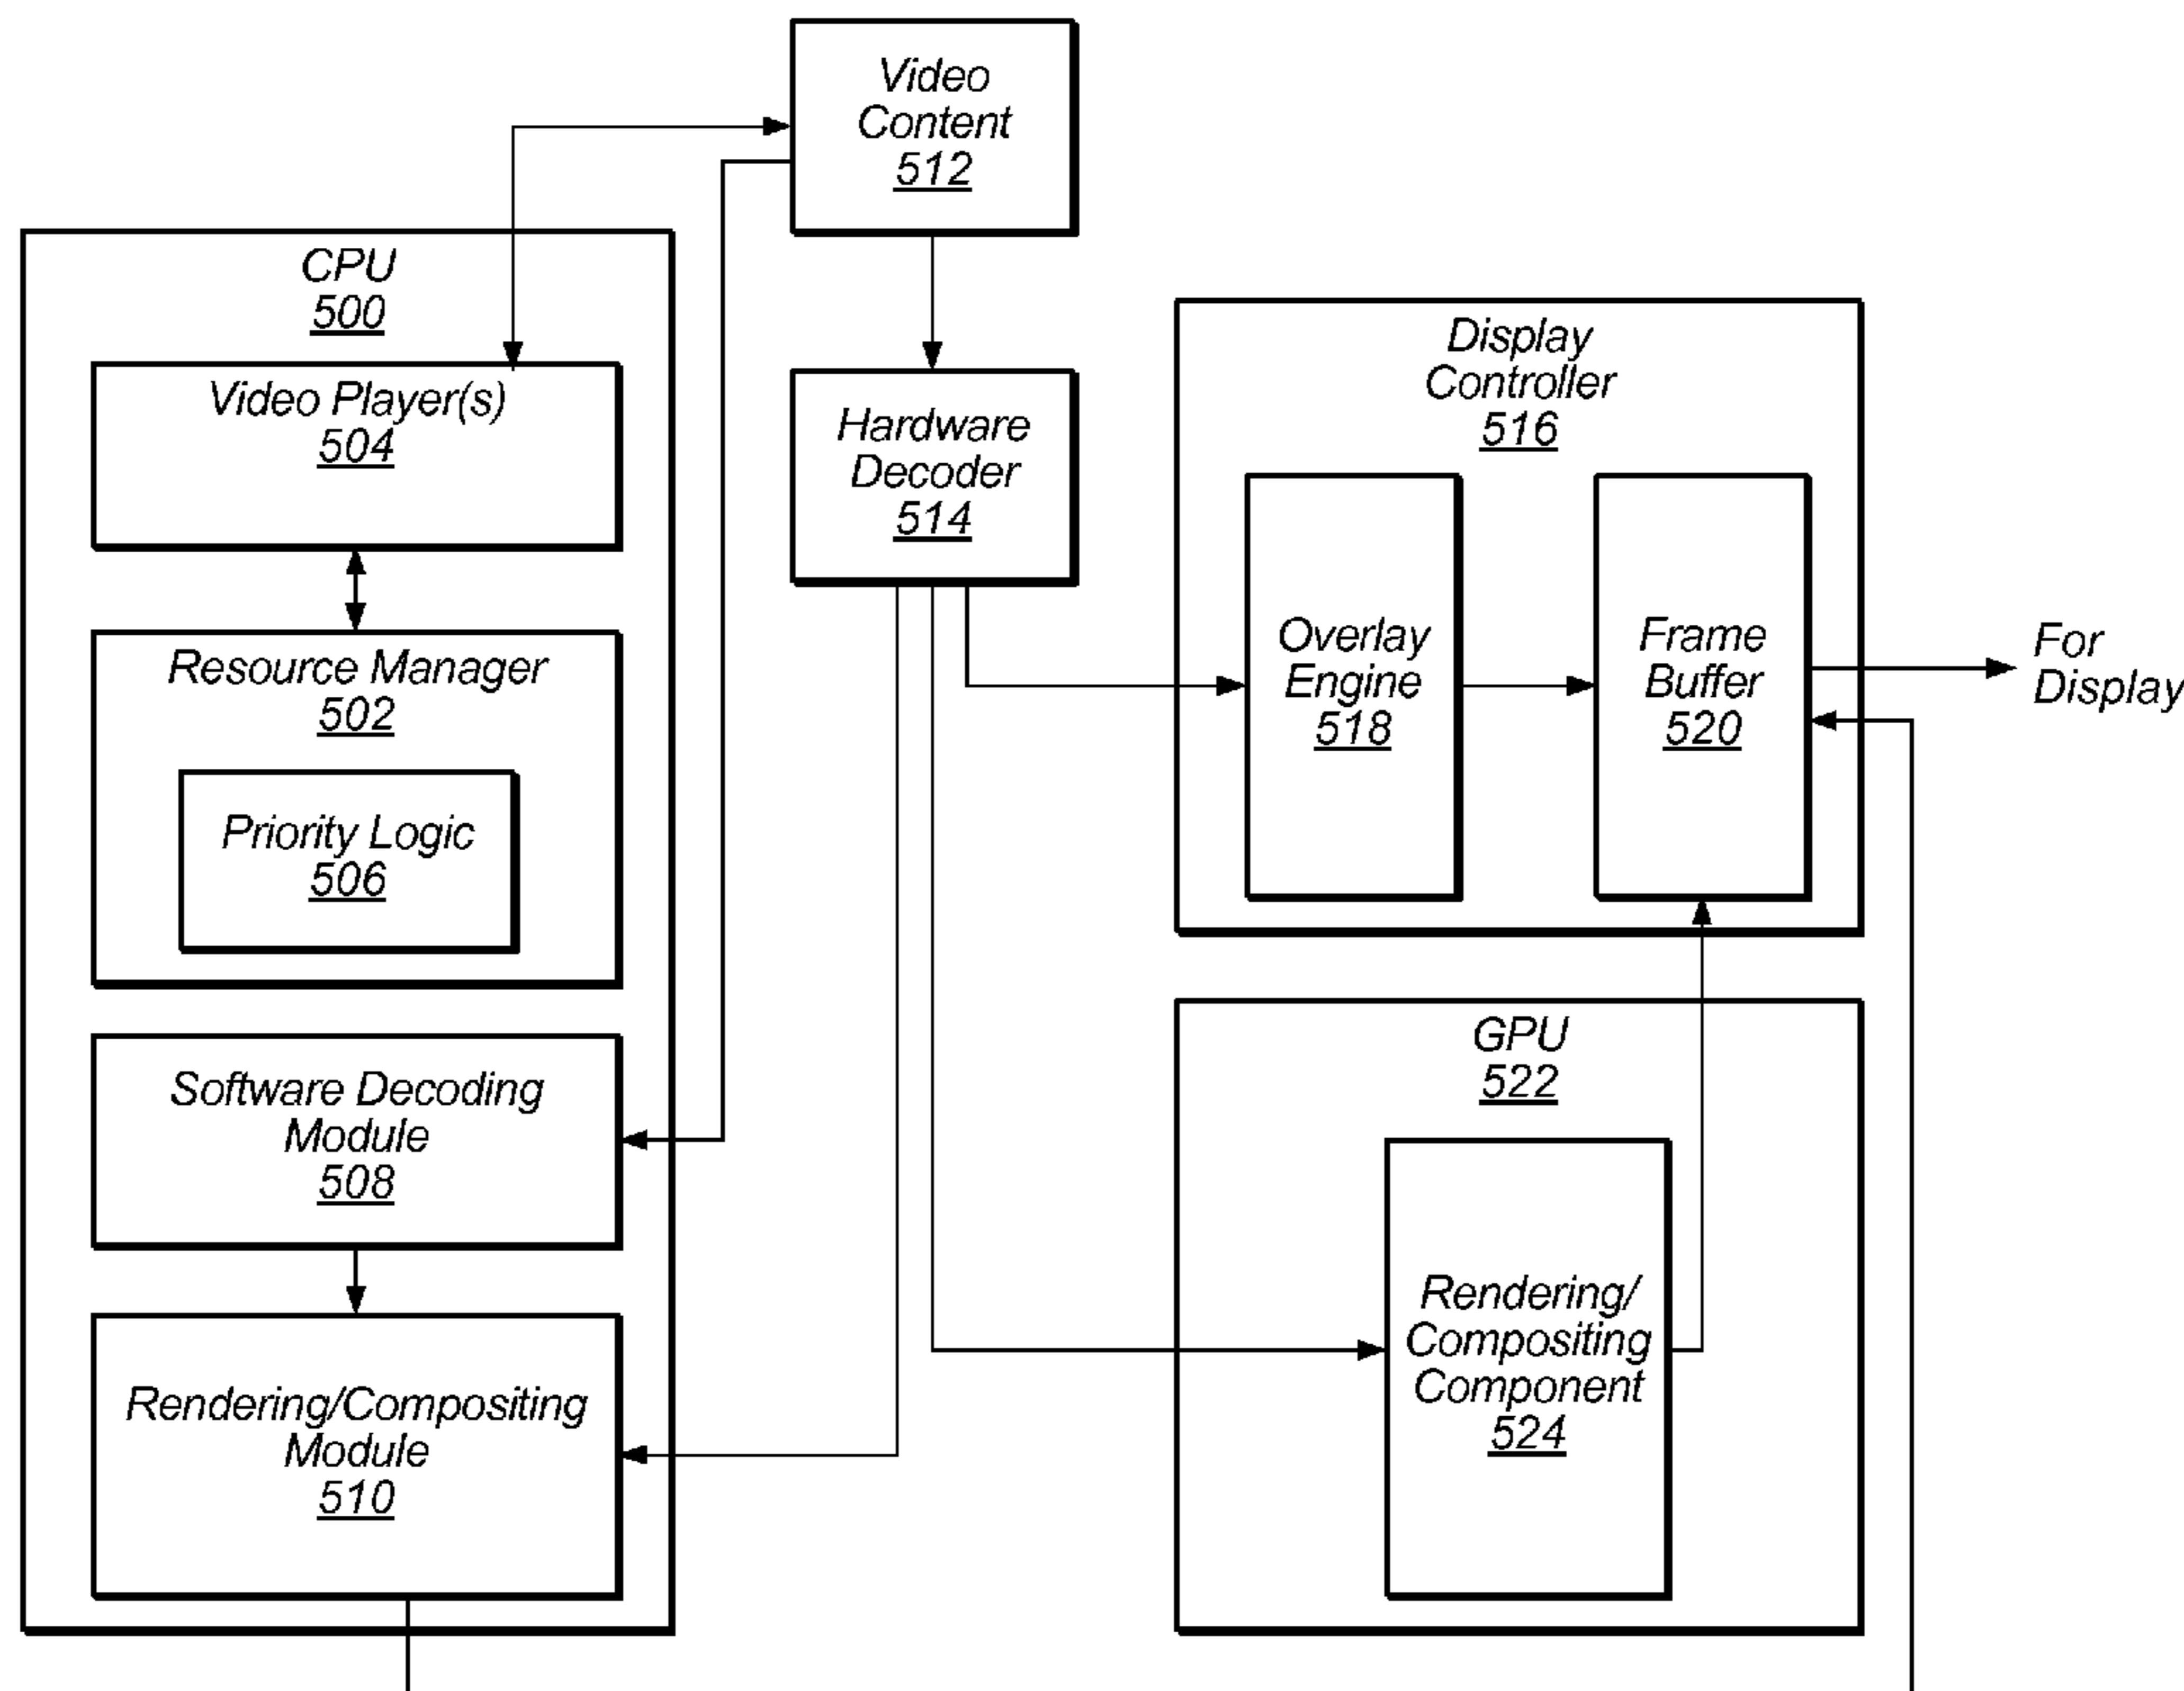 Video
Content
512
CPU
500
Video Player(s)
504
Resource Manager
502
Priority Logic
506
Software Decoding
Module
508
Rendering/Compositing
Module
510
Hardware
Decoder
514
Display
Controller
516
Overlay
Engine
518
Frame
Buffer
520
For
Display
GPU
522
Rendering/
Compositing
Component
524